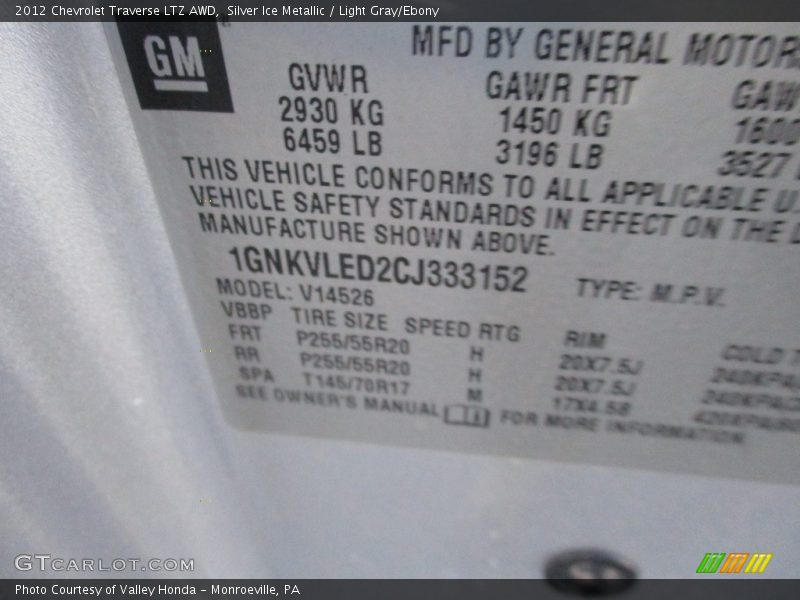 2012 Chevrolet Traverse LTZ AWD, Silver Ice Metallic / Light Gray/Ebony
GM
MFD BY GENERAL MOTORS
GVWR GAWR FRT
2930 KG 1450 KG 1600
6459 LB 3196 LB 3527
THIS VEHICLE CONFORMS TO ALL APPLICABLE
VEHICLE SAFETY STANDARDS IN EFFECT ON THE
MANUFACTURE SHOWN ABOVE.
1GNKVLED2CJ333152 TYPE: M.P.V.
MODEL: V14526
VBBP TIRE SIZE SPEED RTG RIM COLD
FRT P255/55R20 H 20X7.5J
RR P255/55R20 H 20X7.5J
SPA T145/70R17 M 17X4.5B
SEE OWNER'S MANUAL FOR MORE INFORMATION
GTcarlot.com
Photo Courtesy of Valley Honda – Monroeville, PA